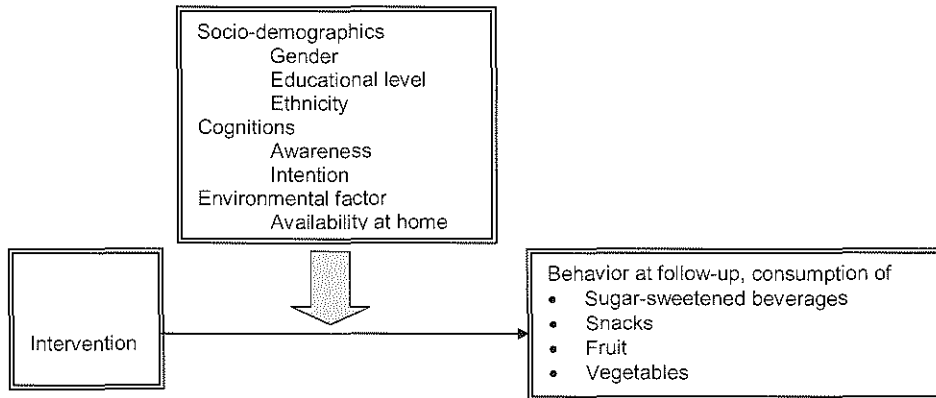 Socio-demographics
Gender
Educational level
Ethnicity
Cognitions
Awareness
Intention
Environmental factor
Availability at home
Intervention
Behavior at follow-up, consumption of
• Sugar-sweetened beverages
• Snacks
• Fruit
• Vegetables